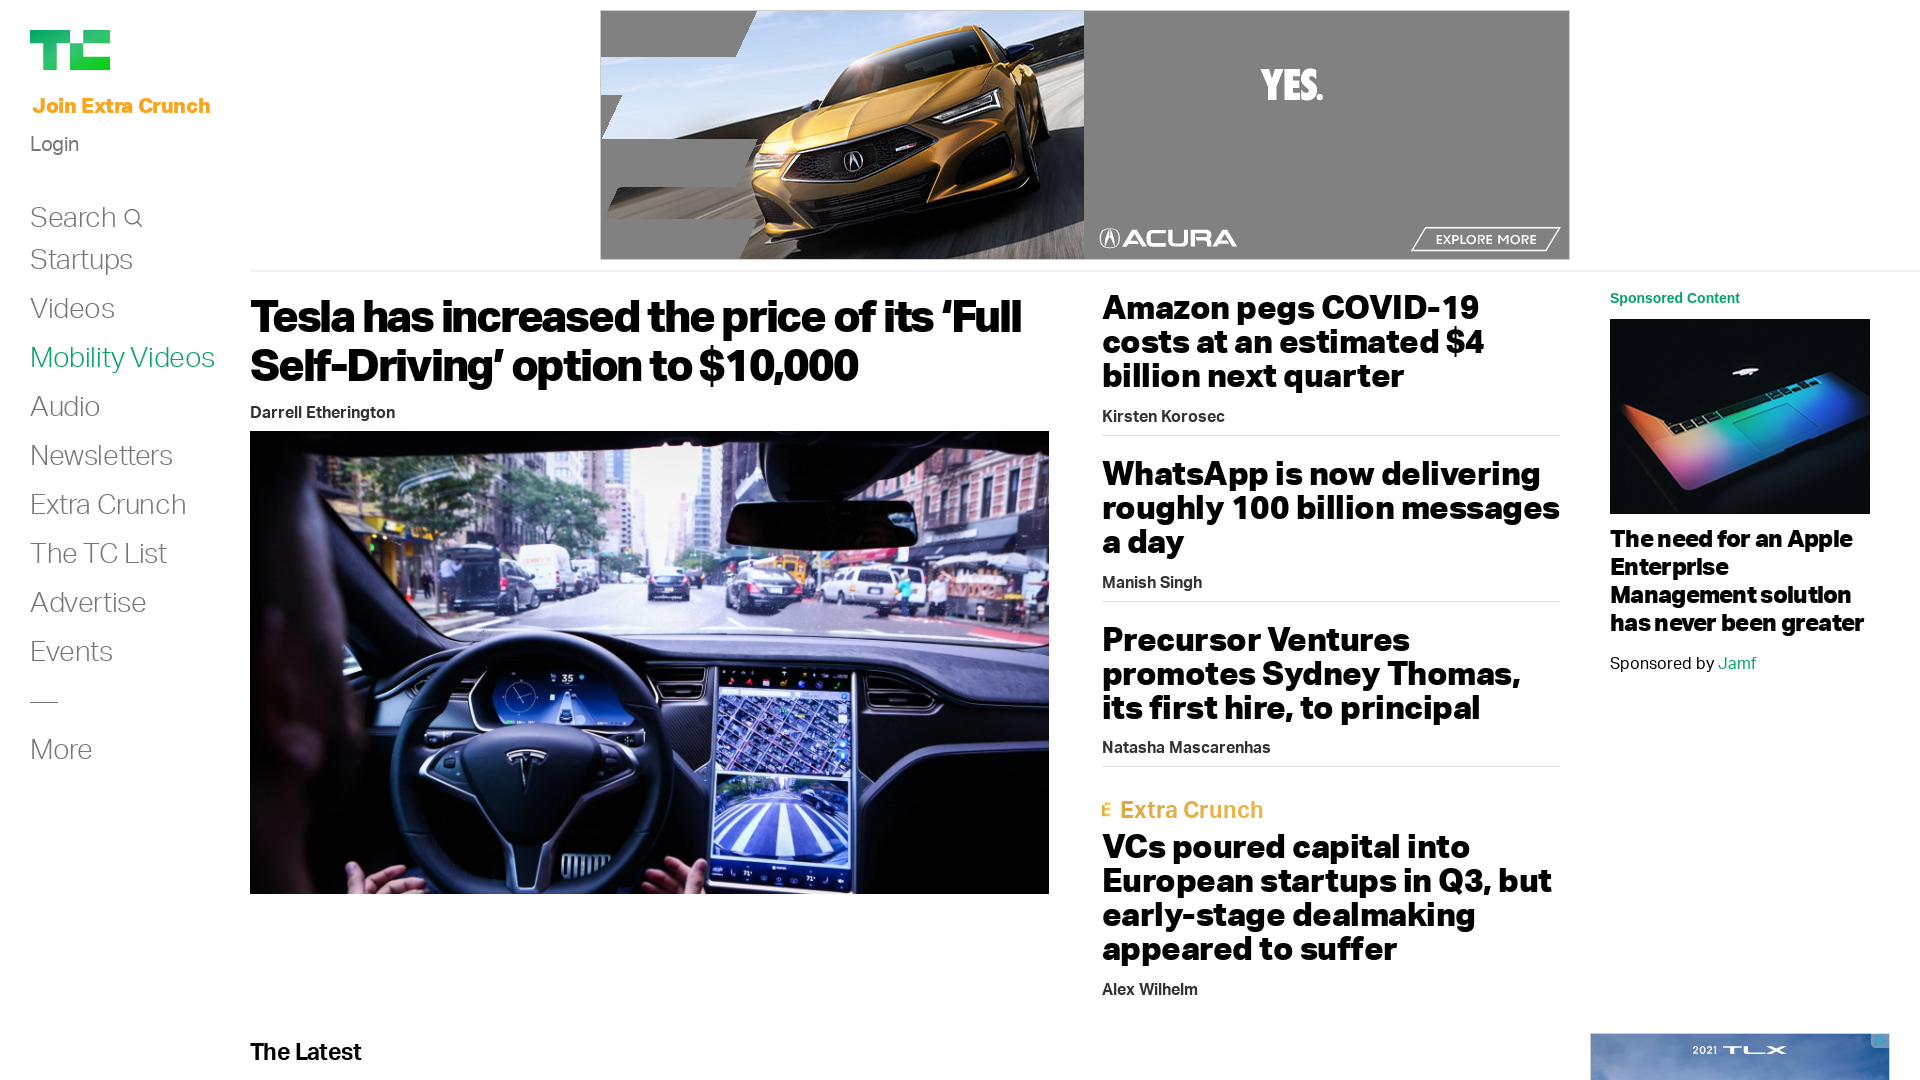 TC
Join Extra Crunch
Login
Search
Startups
Videos
Mobility Videos
Audio
Newsletters
Extra Crunch
The TC List
Advertise
Events
More
YES.
ACURA
EXPLORE MORE
Tesla has increased the price of its ‘Full
Self-Driving’ option to $10,000
Darrell Etherington
35
Amazon pegs COVID-19
costs at an estimated $4
billion next quarter
Kirsten Korosec
WhatsApp is now delivering
roughly 100 billion messages
a day
Manish Singh
Precursor Ventures
promotes Sydney Thomas,
its first hire, to principal
Natasha Mascarenhas
Extra Crunch
VCs poured capital into
European startups in Q3, but
early-stage dealmaking
appeared to suffer
Alex Wilhelm
Sponsored Content
The need for an Apple
Enterprise
Management solution
has never been greater
Sponsored by Jamf
The Latest
2021 TLX